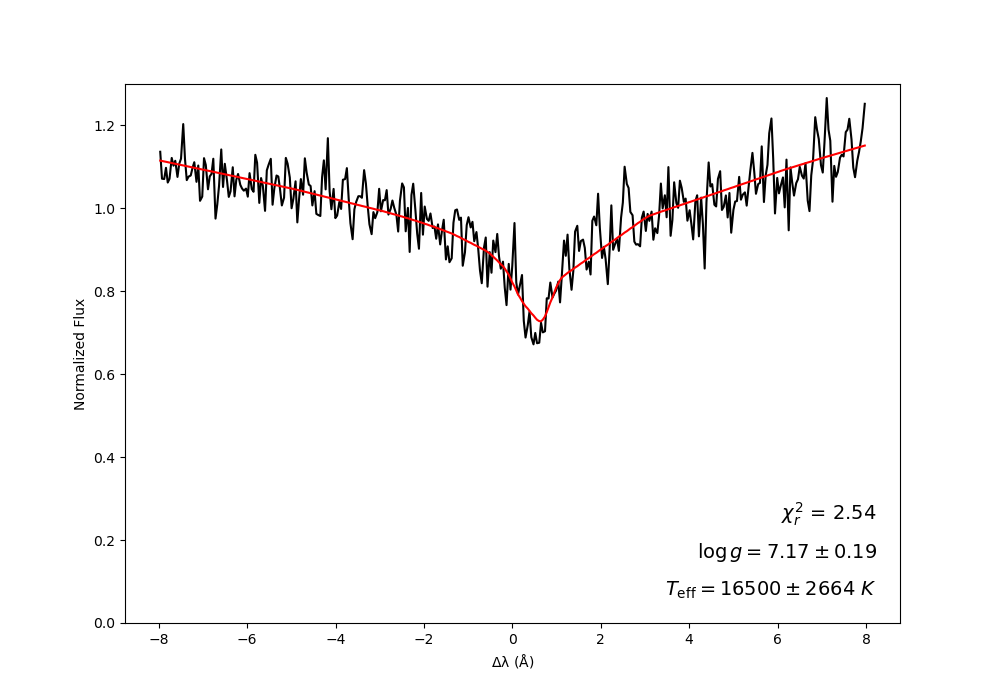 1.2
1.0
0.8
0.6
0.4
0.2
0.0
Normalized Flux
χ²ᵣ = 2.54
log g = 7.17 ± 0.19
T_eff = 16500 ± 2664 K
−8 −6 −4 −2 0 2 4 6 8
Δλ (Å)